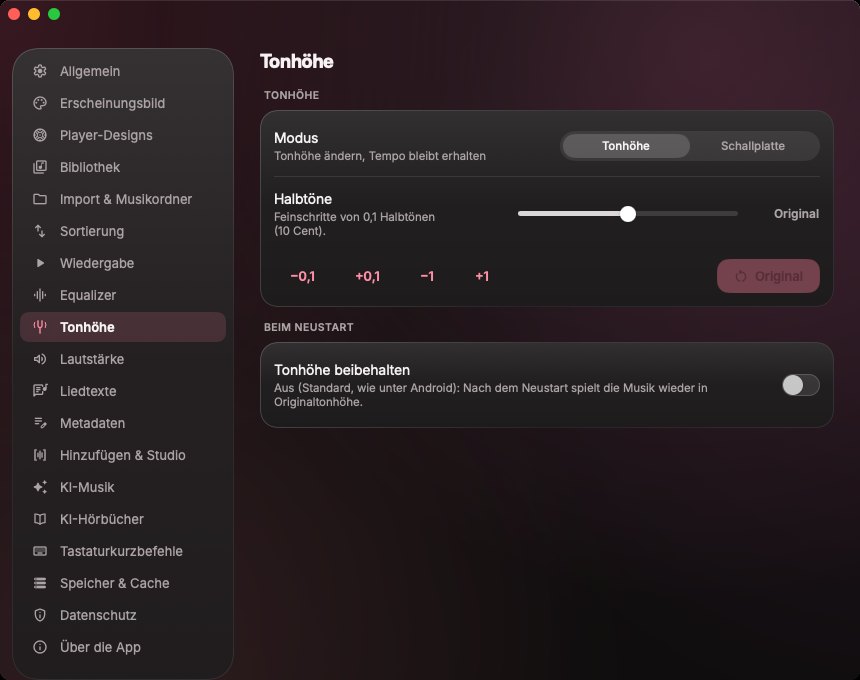 Allgemein
Erscheinungsbild
Player-Designs
Bibliothek
Import & Musikordner
Sortierung
Wiedergabe
Equalizer
Tonhöhe
Lautstärke
Liedtexte
Metadaten
Hinzufügen & Studio
KI-Musik
KI-Hörbücher
Tastaturkurzbefehle
Speicher & Cache
Datenschutz
Über die App
Tonhöhe
TONHÖHE
Modus
Tonhöhe ändern, Tempo bleibt erhalten
Tonhöhe
Schallplatte
Halbtöne
Feinschritte von 0,1 Halbtönen
(10 Cent).
Original
−0,1
+0,1
−1
+1
Original
BEIM NEUSTART
Tonhöhe beibehalten
Aus (Standard, wie unter Android): Nach dem Neustart spielt die Musik wieder in
Originaltonhöhe.